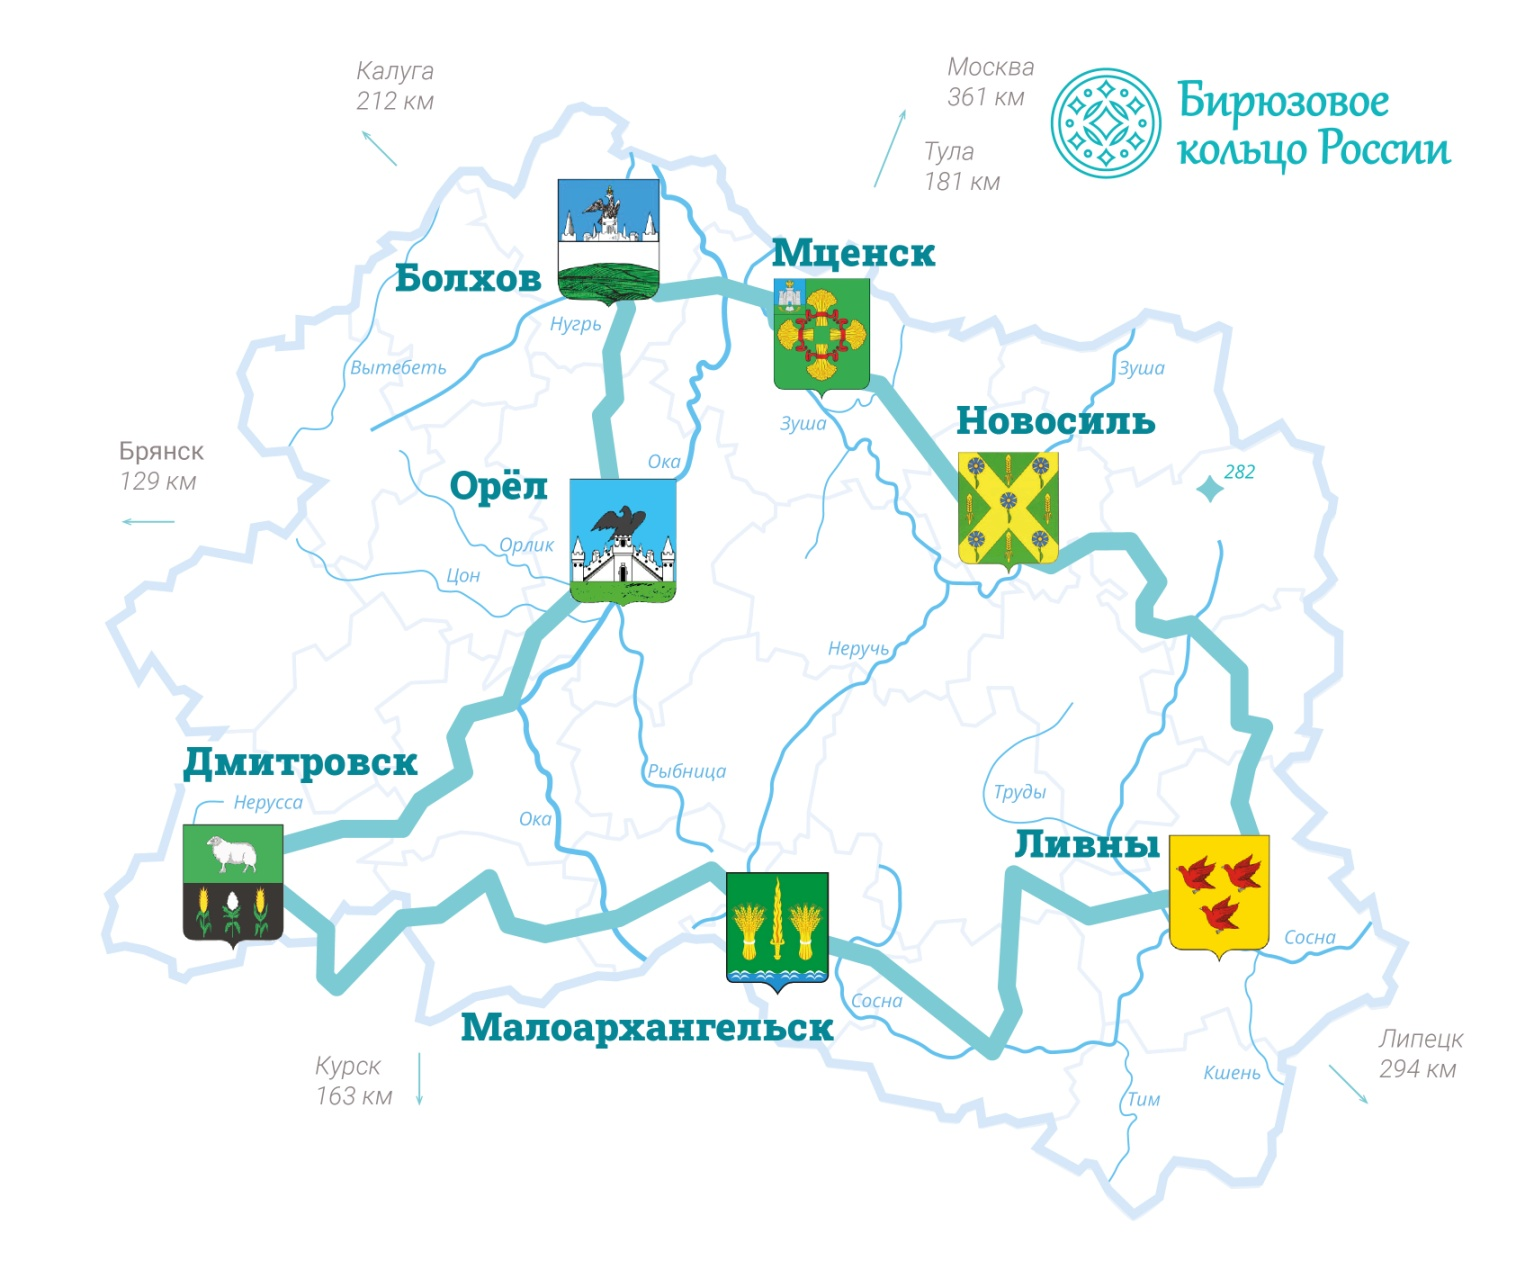 Калуга
212 км
Москва
361 км
Бирюзовое
кольцо России
Тула
181 км
Мценск
Болхов
Нугрь
Вытебеть
Зуша
Зуша
Новосиль
Брянск
129 км
Ока
282
Орёл
Орлик
Цон
Неручь
Дмитровск
Рыбница
Нерусса
Труды
Ока
Ливны
Сосна
Сосна
Малоархангельск
Курск
163 км
Липецк
294 км
Кшень
Тим